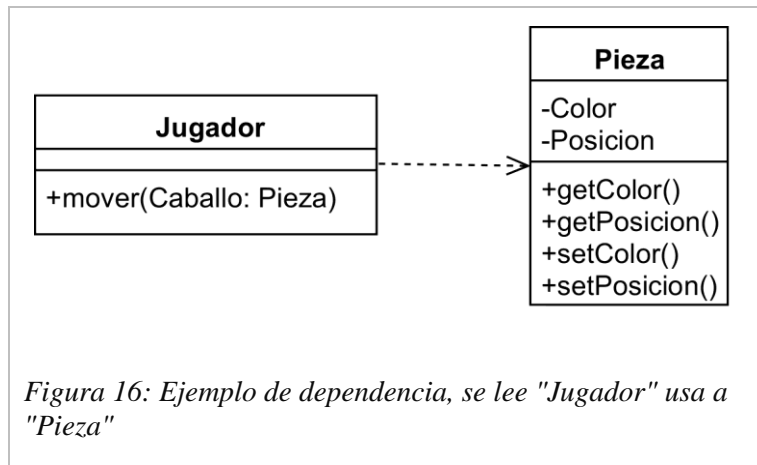 Jugador
+mover(Caballo: Pieza)
Pieza
-Color
-Posicion
+getColor()
+getPosicion()
+setColor()
+setPosicion()
Figura 16: Ejemplo de dependencia, se lee "Jugador" usa a
"Pieza"